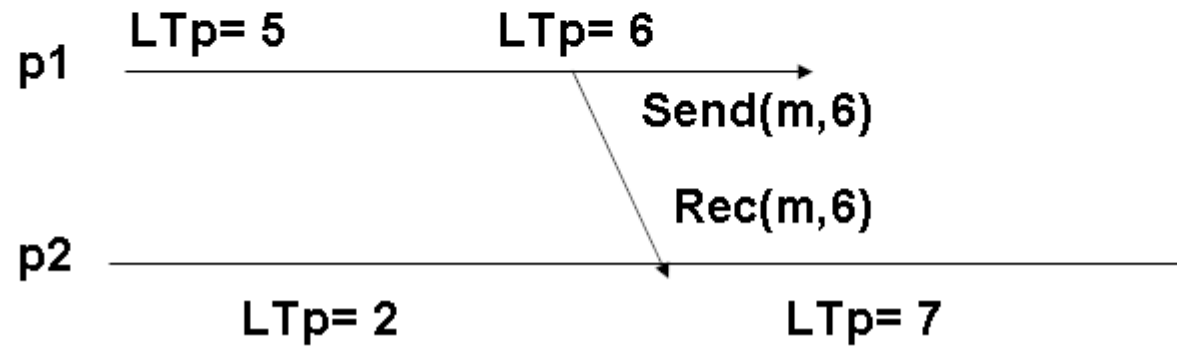 LTp= 5 LTp= 6
p1
Send(m,6)
Rec(m,6)
p2
LTp= 2 LTp= 7